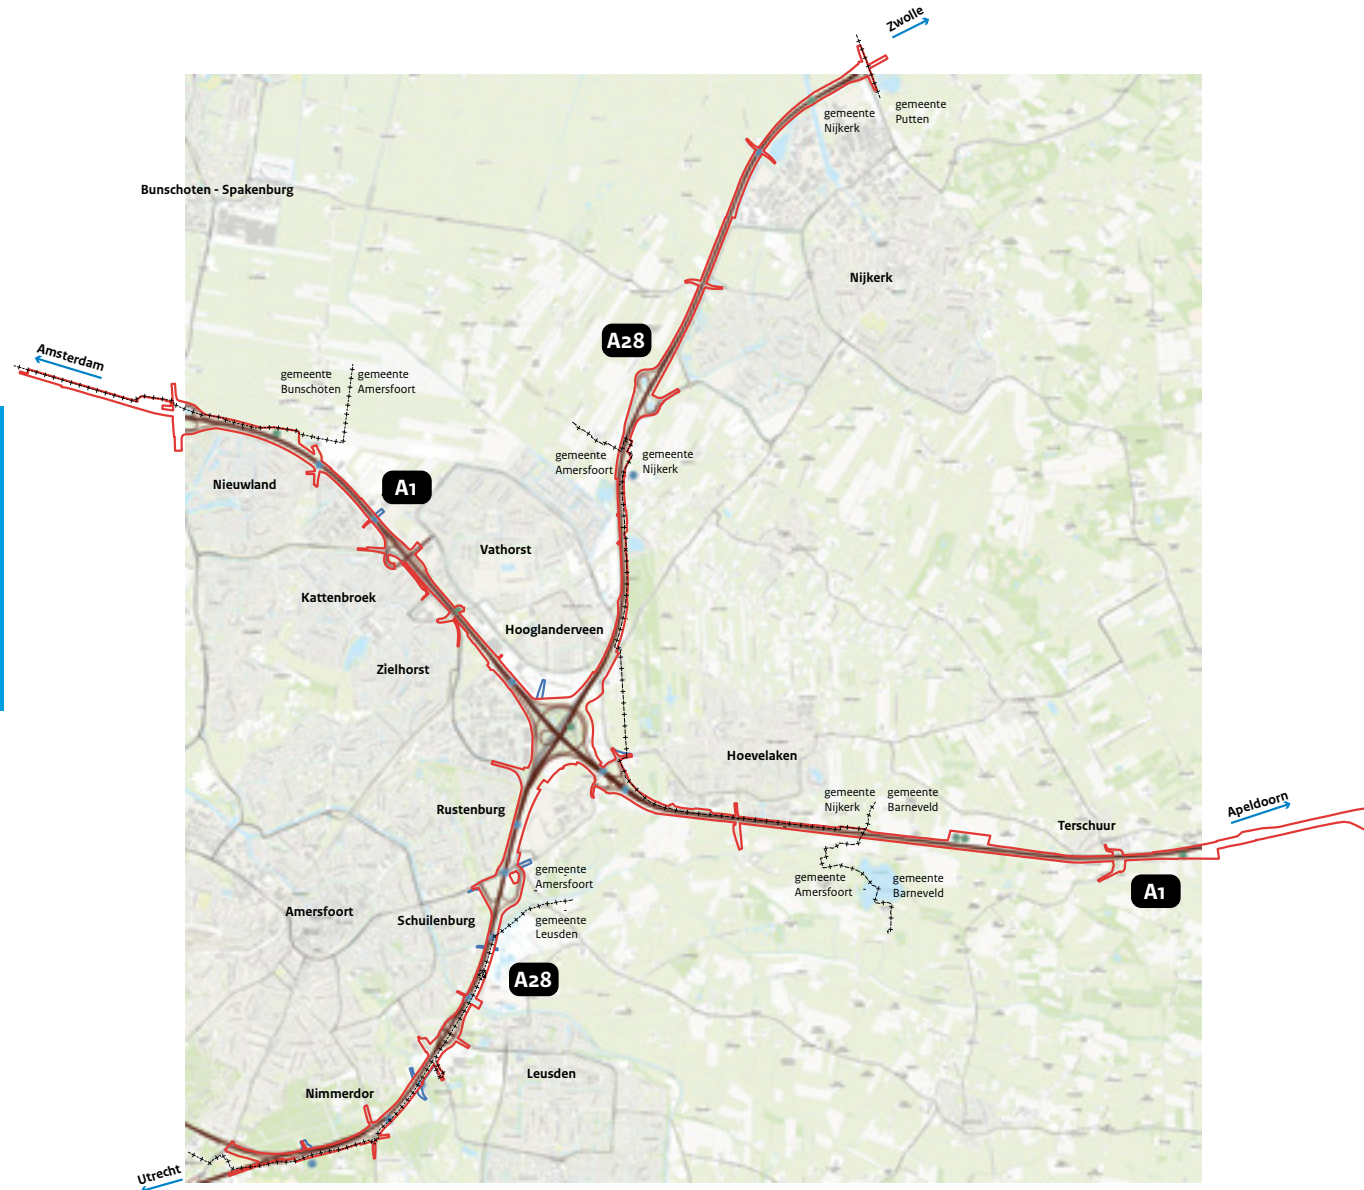 Zwolle
gemeente
Nijkerk
gemeente
Putten
Bunschoten - Spakenburg
Nijkerk
A28
Amsterdam
gemeente
Bunschoten
gemeente
Amersfoort
gemeente
Amersfoort
gemeente
Nijkerk
Nieuwland
A1
Vathorst
Kattenbroek
Hooglanderveen
Zielhorst
Hoevelaken
gemeente
Nijkerk
gemeente
Barneveld
Apeldoorn
Rustenburg
Terschuur
gemeente
Amersfoort
gemeente
Amersfoort
gemeente
Barneveld
A1
Amersfoort
Schuilenburg
gemeente
Leusden
A28
Leusden
Nimmerdor
Utrecht